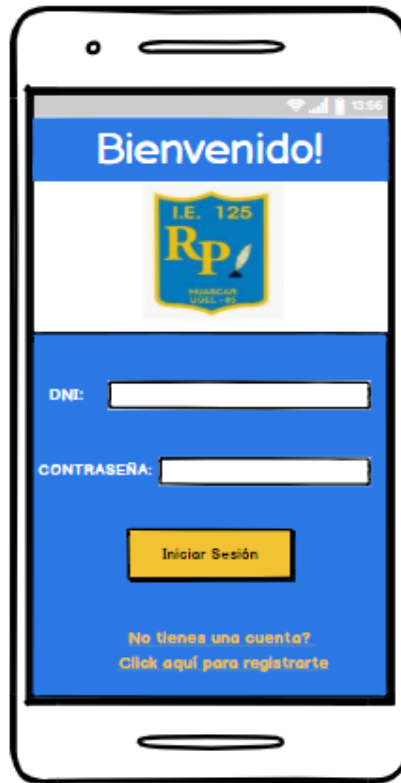 13:56
Bienvenido!
I.E. 125
RP
HUASCAR
UGEL - 05
DNI:
CONTRASEÑA:
Iniciar Sesión
No tienes una cuenta?
Click aquí para registrarte